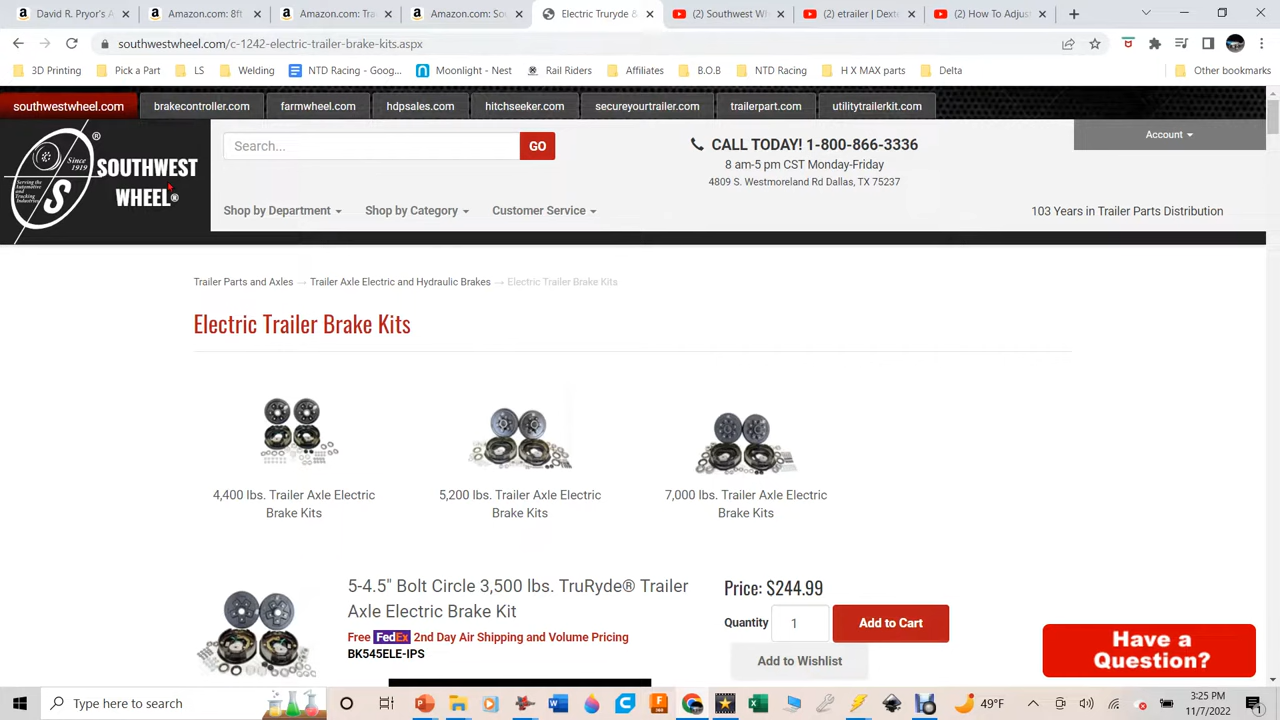 David R. Pryor's A
Amazon.com: 8ft
Amazon.com: Tra
Amazon.com: So
Electric Truryde B
(2) Southwest Wh
(2) etrailer | Dexte
(2) How To Adjus
southwestwheel.com/c-1242-electric-trailer-brake-kits.aspx
3D Printing
Pick a Part
LS
Welding
NTD Racing - Goog...
Moonlight - Nest
Rail Riders
Affiliates
B.O.B
NTD Racing
H X MAX parts
Delta
Other bookmarks
southwestwheel.com
brakecontroller.com
farmwheel.com
hdpsales.com
hitchseeker.com
secureyourtrailer.com
trailerpart.com
utilitytrailerkit.com
Since 1919
Serving the Automotive and Trucking Industries
S
SOUTHWEST
WHEEL®
Search...
GO
CALL TODAY! 1-800-866-3336
8 am-5 pm CST Monday-Friday
4809 S. Westmoreland Rd Dallas, TX 75237
Account
Shop by Department
Shop by Category
Customer Service
103 Years in Trailer Parts Distribution
Trailer Parts and Axles → Trailer Axle Electric and Hydraulic Brakes → Electric Trailer Brake Kits
Electric Trailer Brake Kits
4,400 lbs. Trailer Axle Electric
Brake Kits
5,200 lbs. Trailer Axle Electric
Brake Kits
7,000 lbs. Trailer Axle Electric
Brake Kits
5-4.5" Bolt Circle 3,500 lbs. TruRyde® Trailer
Axle Electric Brake Kit
Free FedEx 2nd Day Air Shipping and Volume Pricing
BK545ELE-IPS
Price: $244.99
Quantity 1
Add to Cart
Add to Wishlist
Have a
Question?
Type here to search
49°F
3:25 PM
11/7/2022